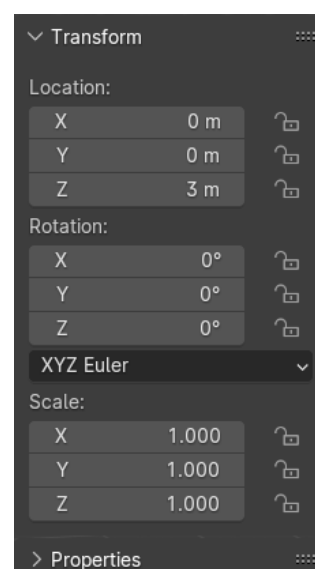 Transform
Location:
X 0 m
Y 0 m
Z 3 m
Rotation:
X 0°
Y 0°
Z 0°
XYZ Euler
Scale:
X 1.000
Y 1.000
Z 1.000
Properties